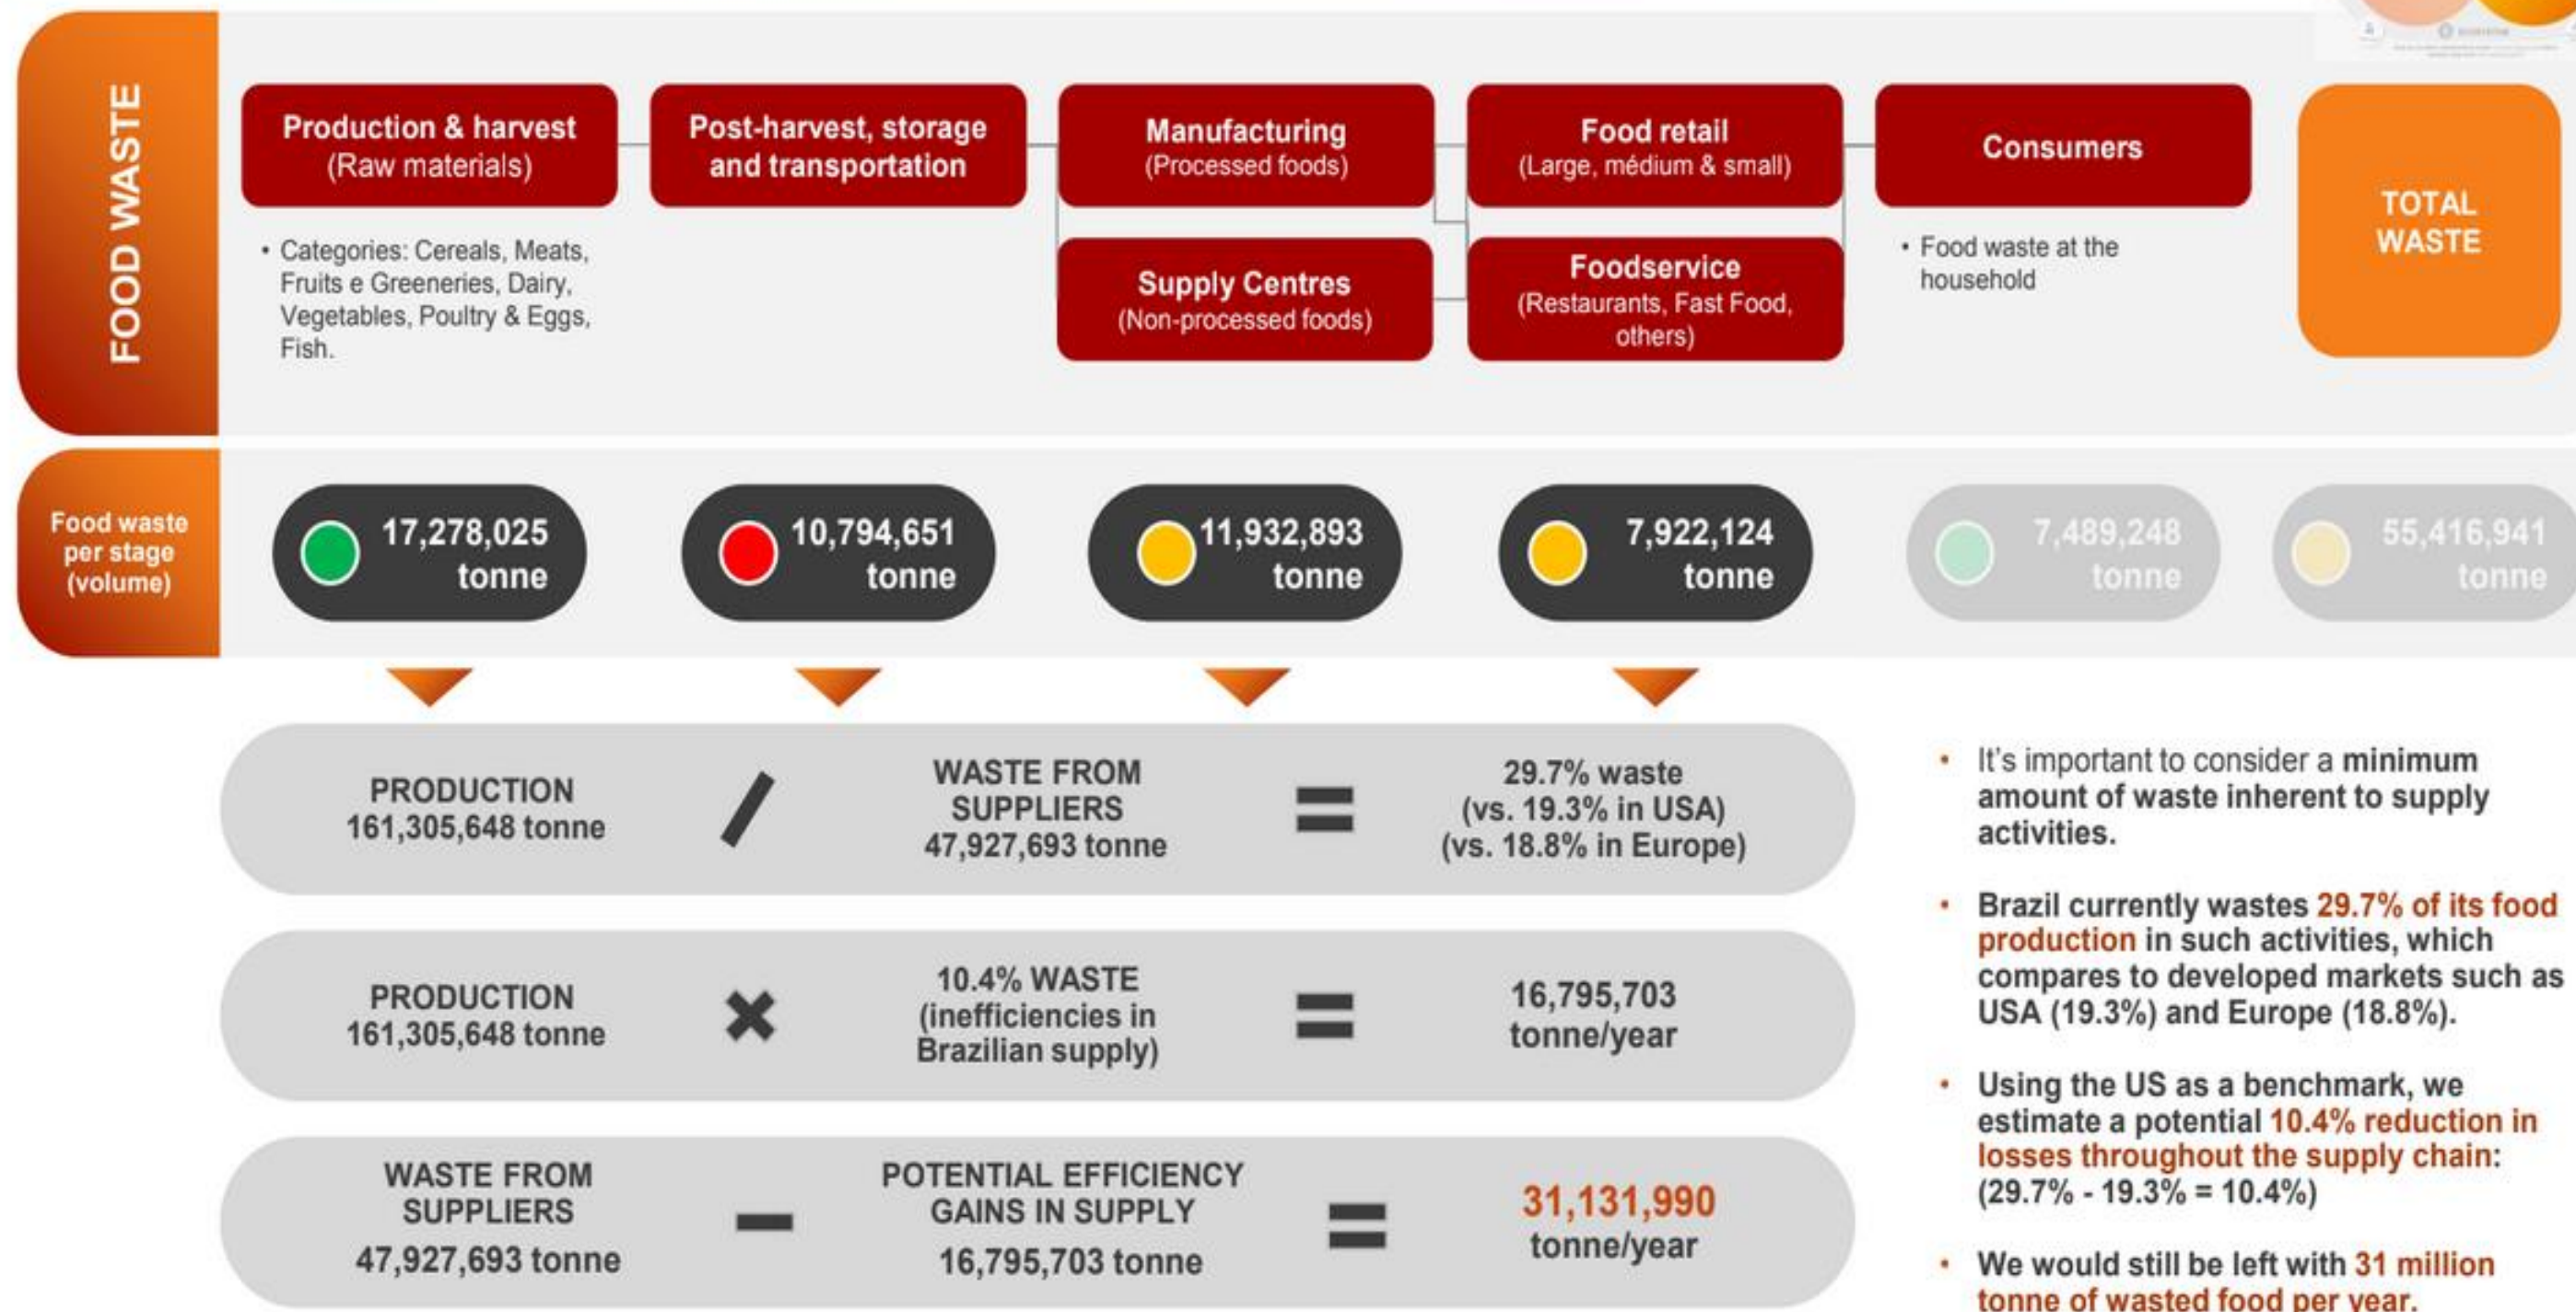 FOOD WASTE
Production & harvest
(Raw materials)
Post-harvest, storage
and transportation
Manufacturing
(Processed foods)
Food retail
(Large, médium & small)
Consumers
TOTAL
WASTE
• Categories: Cereals, Meats,
Fruits e Greeneries, Dairy,
Vegetables, Poultry & Eggs,
Fish.
Supply Centres
(Non-processed foods)
Foodservice
(Restaurants, Fast Food,
others)
• Food waste at the
household
Food waste
per stage
(volume)
17,278,025
tonne
10,794,651
tonne
11,932,893
tonne
7,922,124
tonne
7,489,248
tonne
55,416,941
tonne
PRODUCTION
161,305,648 tonne
/
WASTE FROM
SUPPLIERS
47,927,693 tonne
=
29.7% waste
(vs. 19.3% in USA)
(vs. 18.8% in Europe)
PRODUCTION
161,305,648 tonne
×
10.4% WASTE
(inefficiencies in
Brazilian supply)
=
16,795,703
tonne/year
WASTE FROM
SUPPLIERS
47,927,693 tonne
-
POTENTIAL EFFICIENCY
GAINS IN SUPPLY
16,795,703 tonne
=
31,131,990
tonne/year
• It's important to consider a minimum
amount of waste inherent to supply
activities.
• Brazil currently wastes 29.7% of its food
production in such activities, which
compares to developed markets such as
USA (19.3%) and Europe (18.8%).
• Using the US as a benchmark, we
estimate a potential 10.4% reduction in
losses throughout the supply chain:
(29.7% - 19.3% = 10.4%)
• We would still be left with 31 million
tonne of wasted food per year.